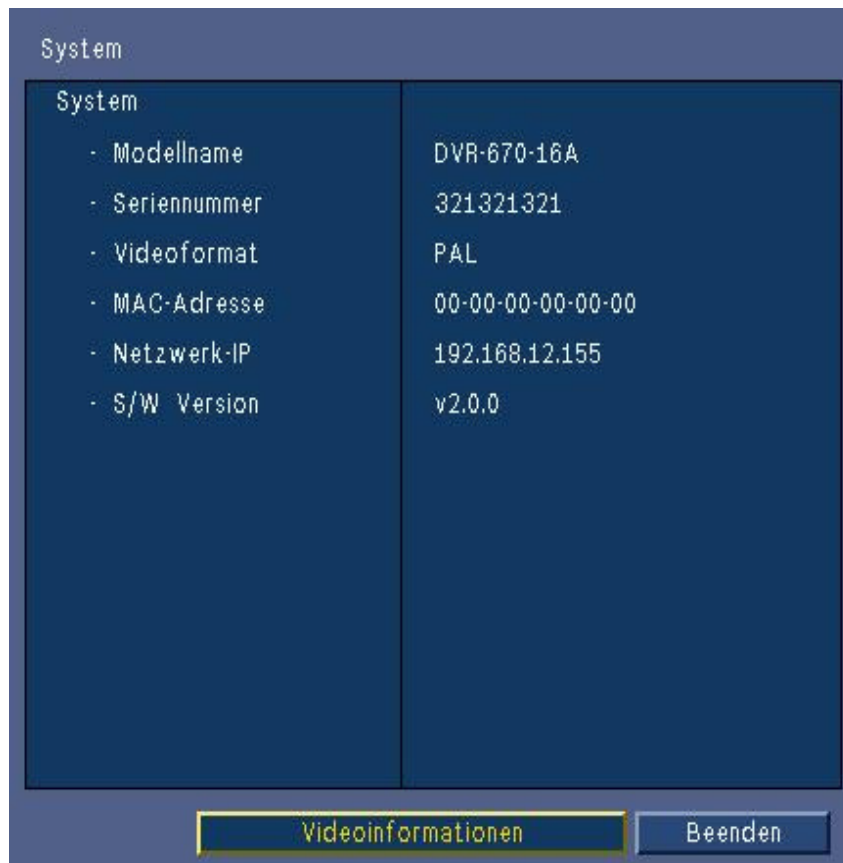 System
System
- Modellname DVR-670-16A
- Seriennummer 321321321
- Videoformat PAL
- MAC-Adresse 00-00-00-00-00-00
- Netzwerk-IP 192.168.12.155
- S/W Version v2.0.0
Videoinformationen Beenden